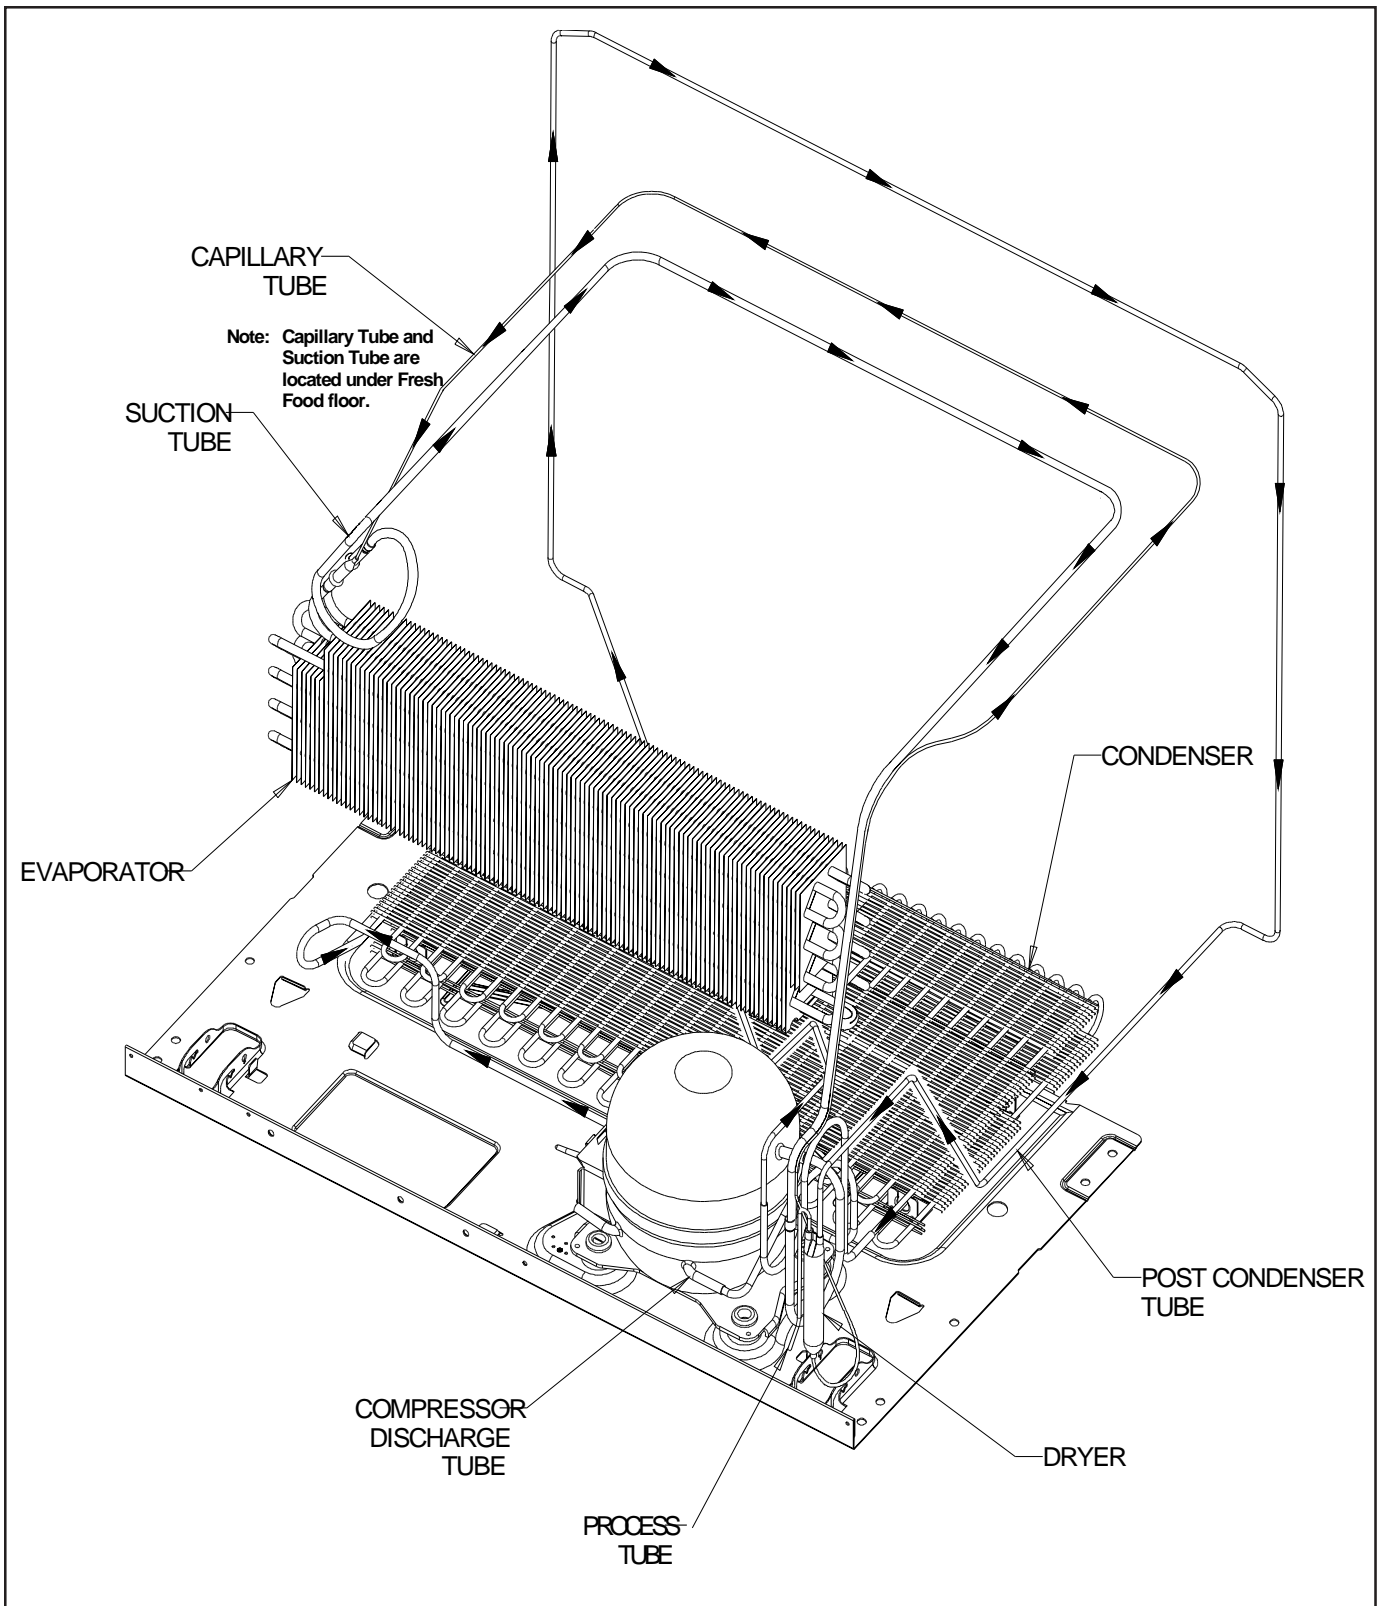 CAPILLARY
TUBE
Note: Capillary Tube and
Suction Tube are
located under Fresh
Food floor.
SUCTION
TUBE
CONDENSER
EVAPORATOR
POST CONDENSER
TUBE
COMPRESSOR
DISCHARGE
TUBE
DRYER
PROCESS
TUBE